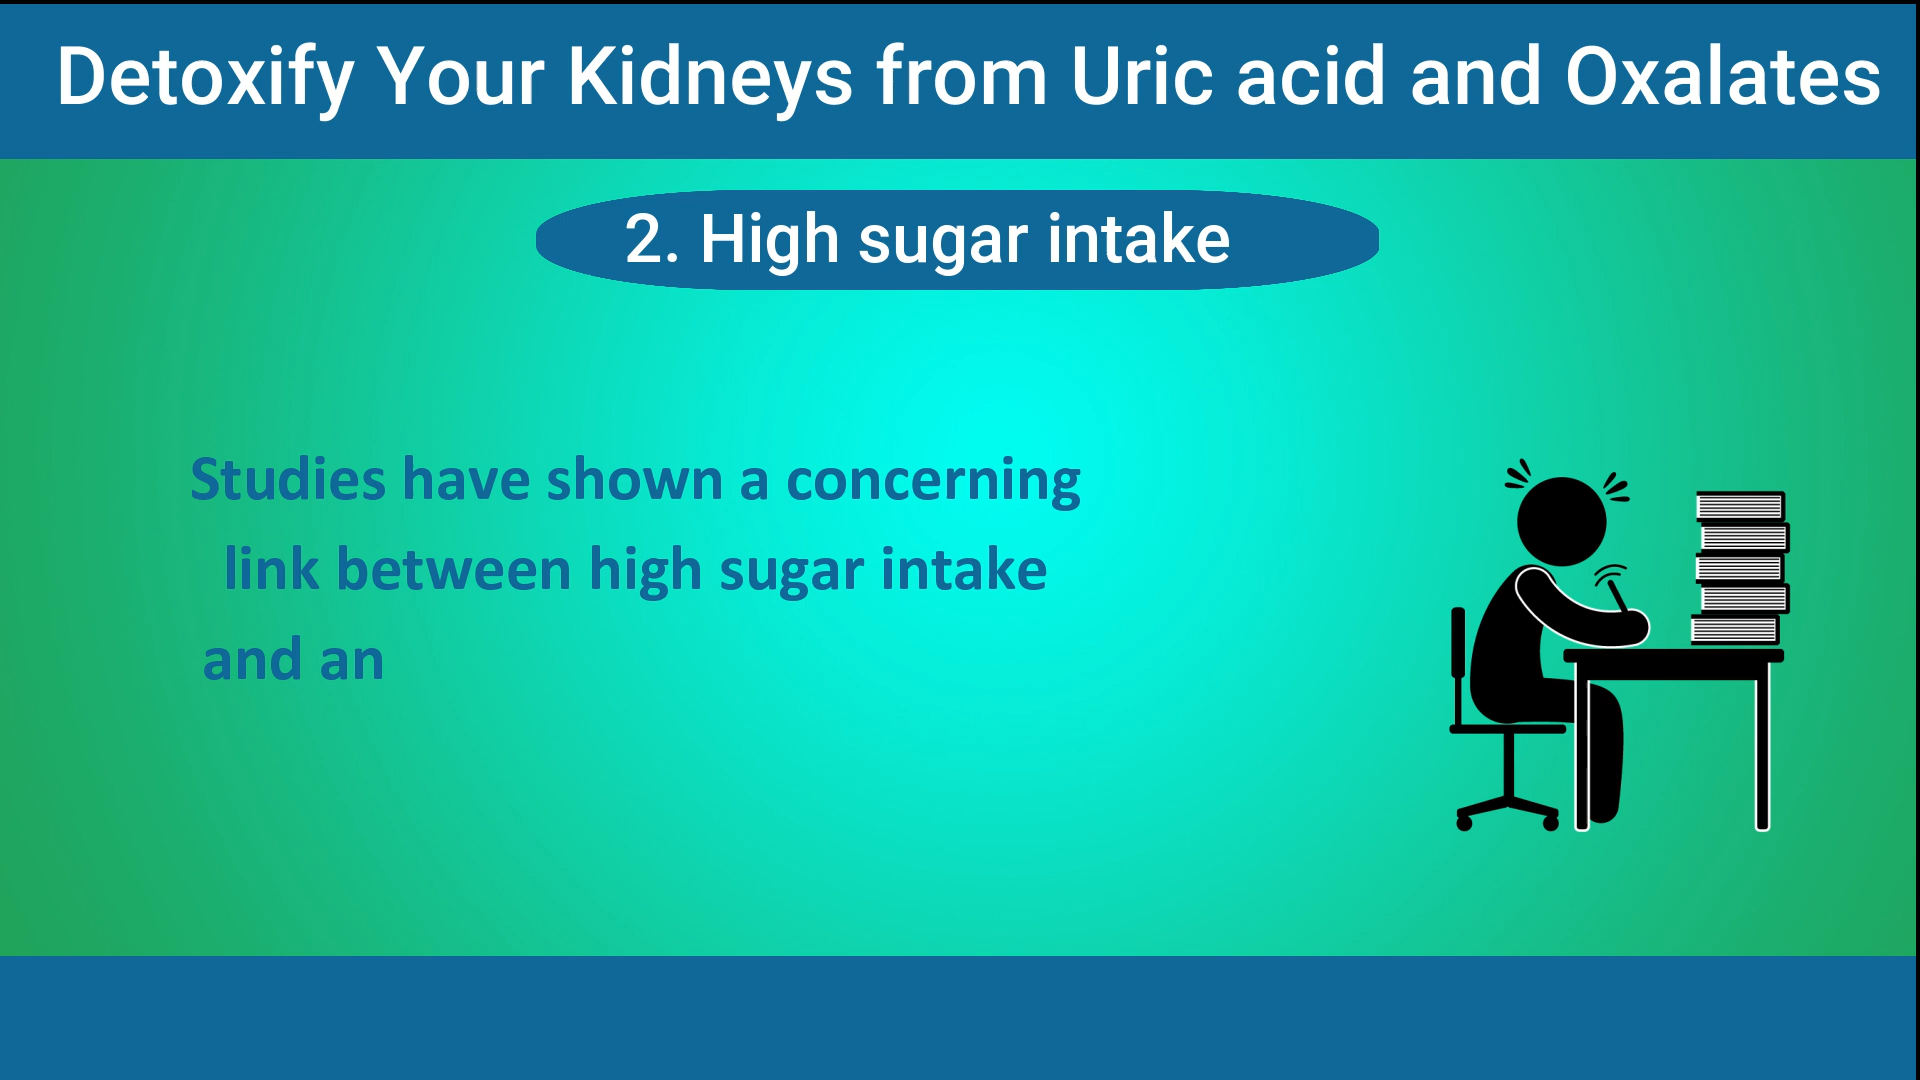 Detoxify Your Kidneys from Uric acid and Oxalates
2. High sugar intake
Studies have shown a concerning
link between high sugar intake
and an